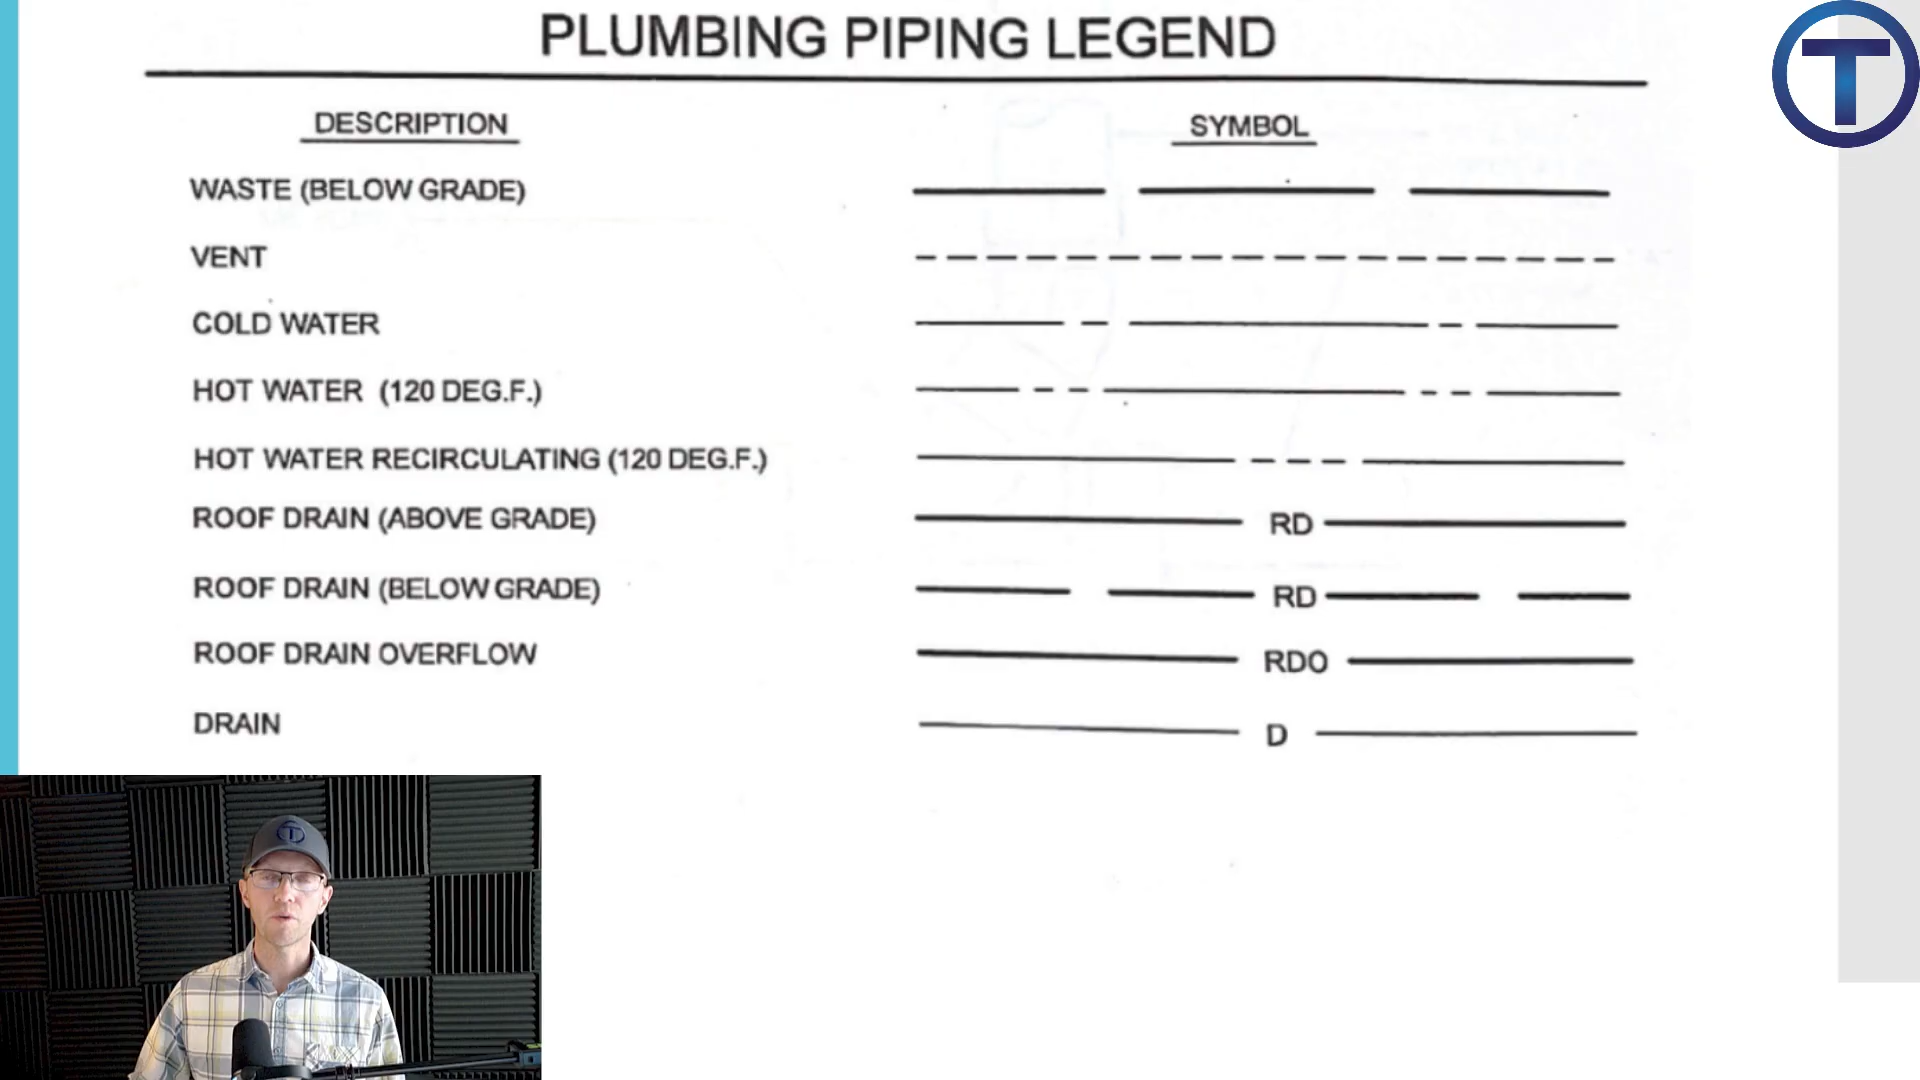 PLUMBING PIPING LEGEND
DESCRIPTION SYMBOL
WASTE (BELOW GRADE)
VENT
COLD WATER
HOT WATER (120 DEG.F.)
HOT WATER RECIRCULATING (120 DEG.F.)
ROOF DRAIN (ABOVE GRADE) RD
ROOF DRAIN (BELOW GRADE) RD
ROOF DRAIN OVERFLOW RDO
DRAIN D
T
T